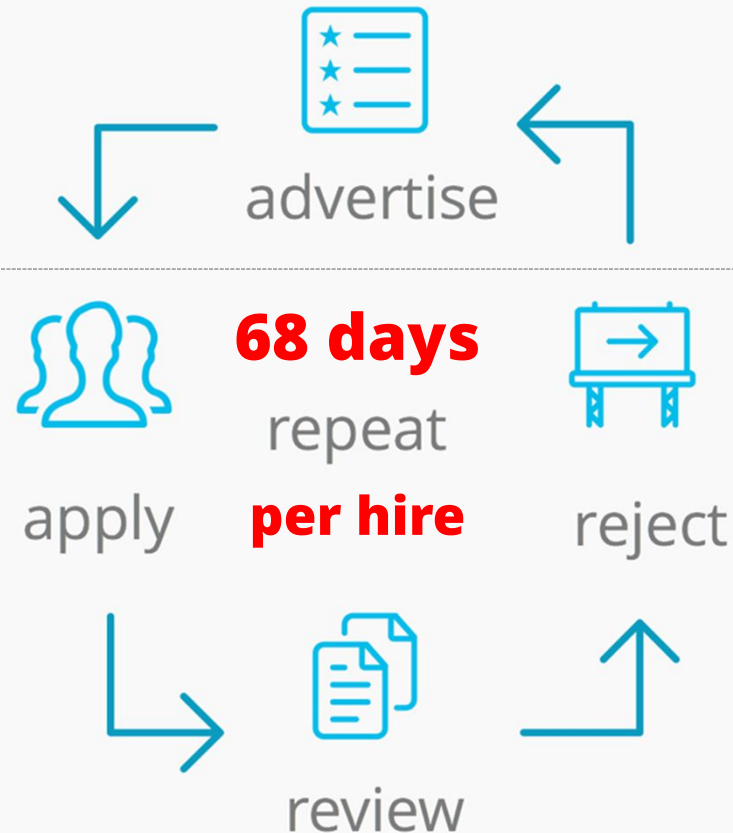 advertise
68 days
repeat
apply
per hire
reject
review